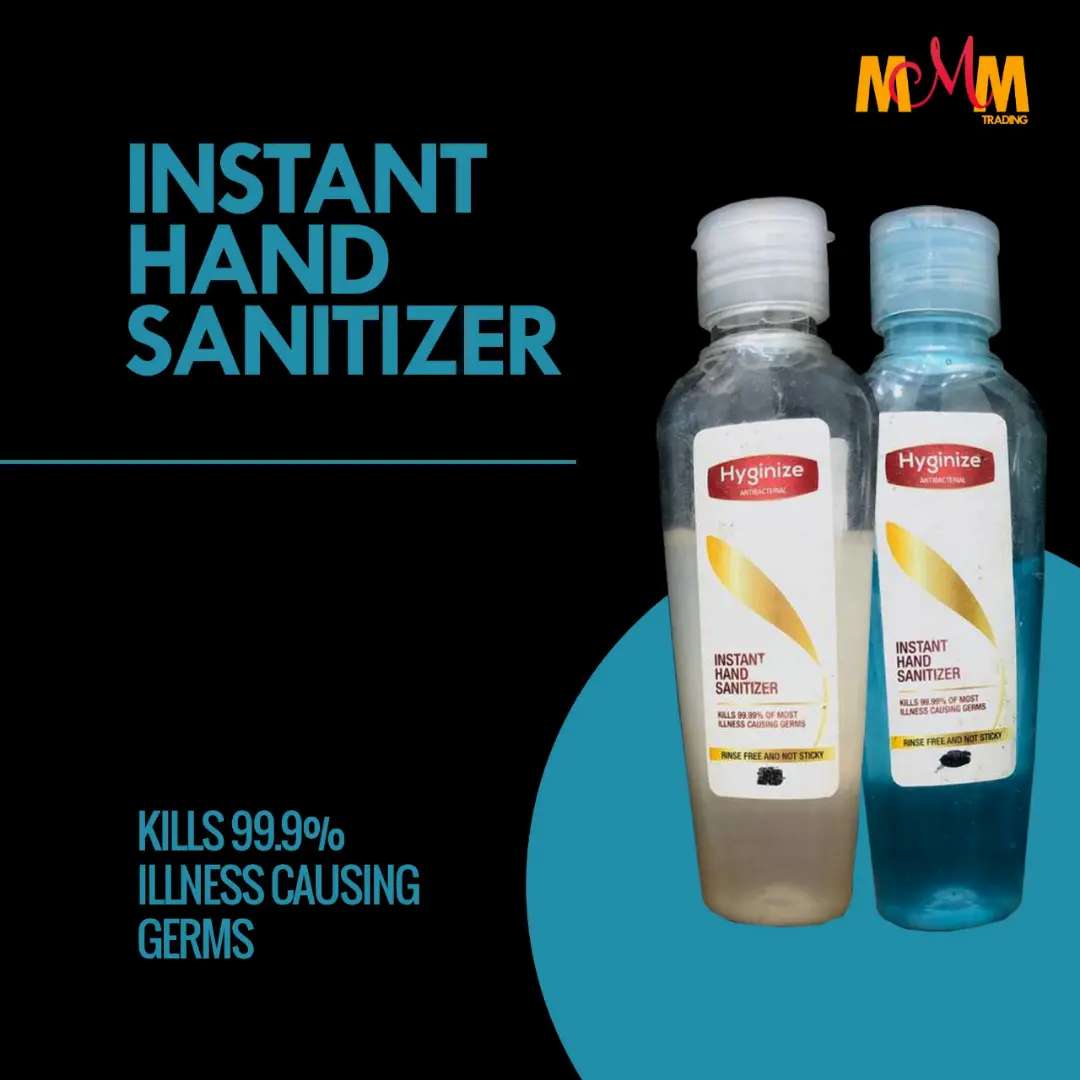 MMM
TRADING
INSTANT
HAND
SANITIZER
Hyginize
ANTIBACTERIAL
INSTANT
HAND
SANITIZER
KILLS 99.99% OF MOST
ILLNESS CAUSING GERMS
RINSE FREE AND NOT STICKY
Hyginize
ANTIBACTERIAL
INSTANT
HAND
SANITIZER
KILLS 99.99% OF MOST
ILLNESS CAUSING GERMS
RINSE FREE AND NOT STICKY
KILLS 99.9%
ILLNESS CAUSING
GERMS